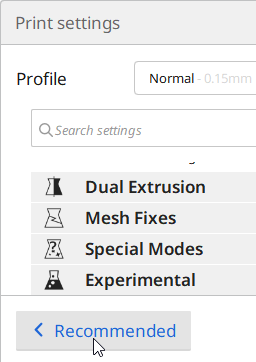 Print settings
Profile
Normal - 0.15mm
Search settings
Dual Extrusion
Mesh Fixes
Special Modes
Experimental
Recommended